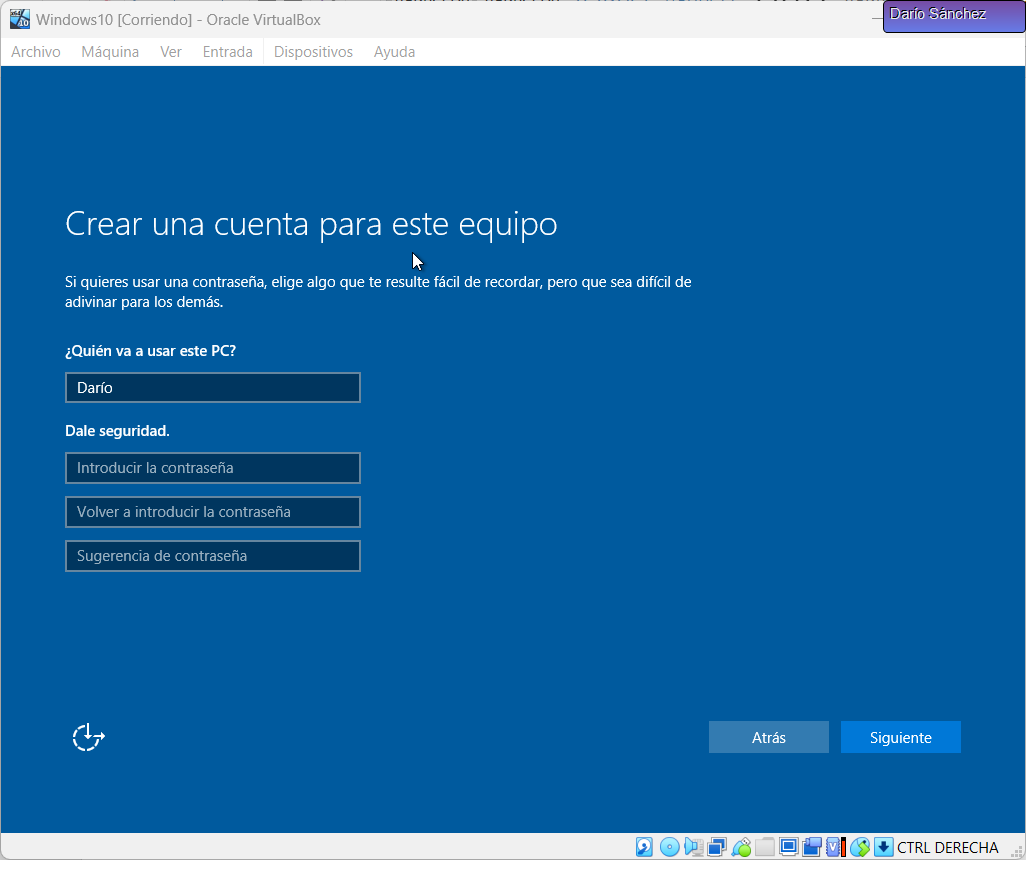 Windows10 [Corriendo] - Oracle VirtualBox
Darío Sánchez
Archivo Máquina Ver Entrada Dispositivos Ayuda
Crear una cuenta para este equipo
Si quieres usar una contraseña, elige algo que te resulte fácil de recordar, pero que sea difícil de
adivinar para los demás.
¿Quién va a usar este PC?
Darío
Dale seguridad.
Introducir la contraseña
Volver a introducir la contraseña
Sugerencia de contraseña
Atrás
Siguiente
CTRL DERECHA